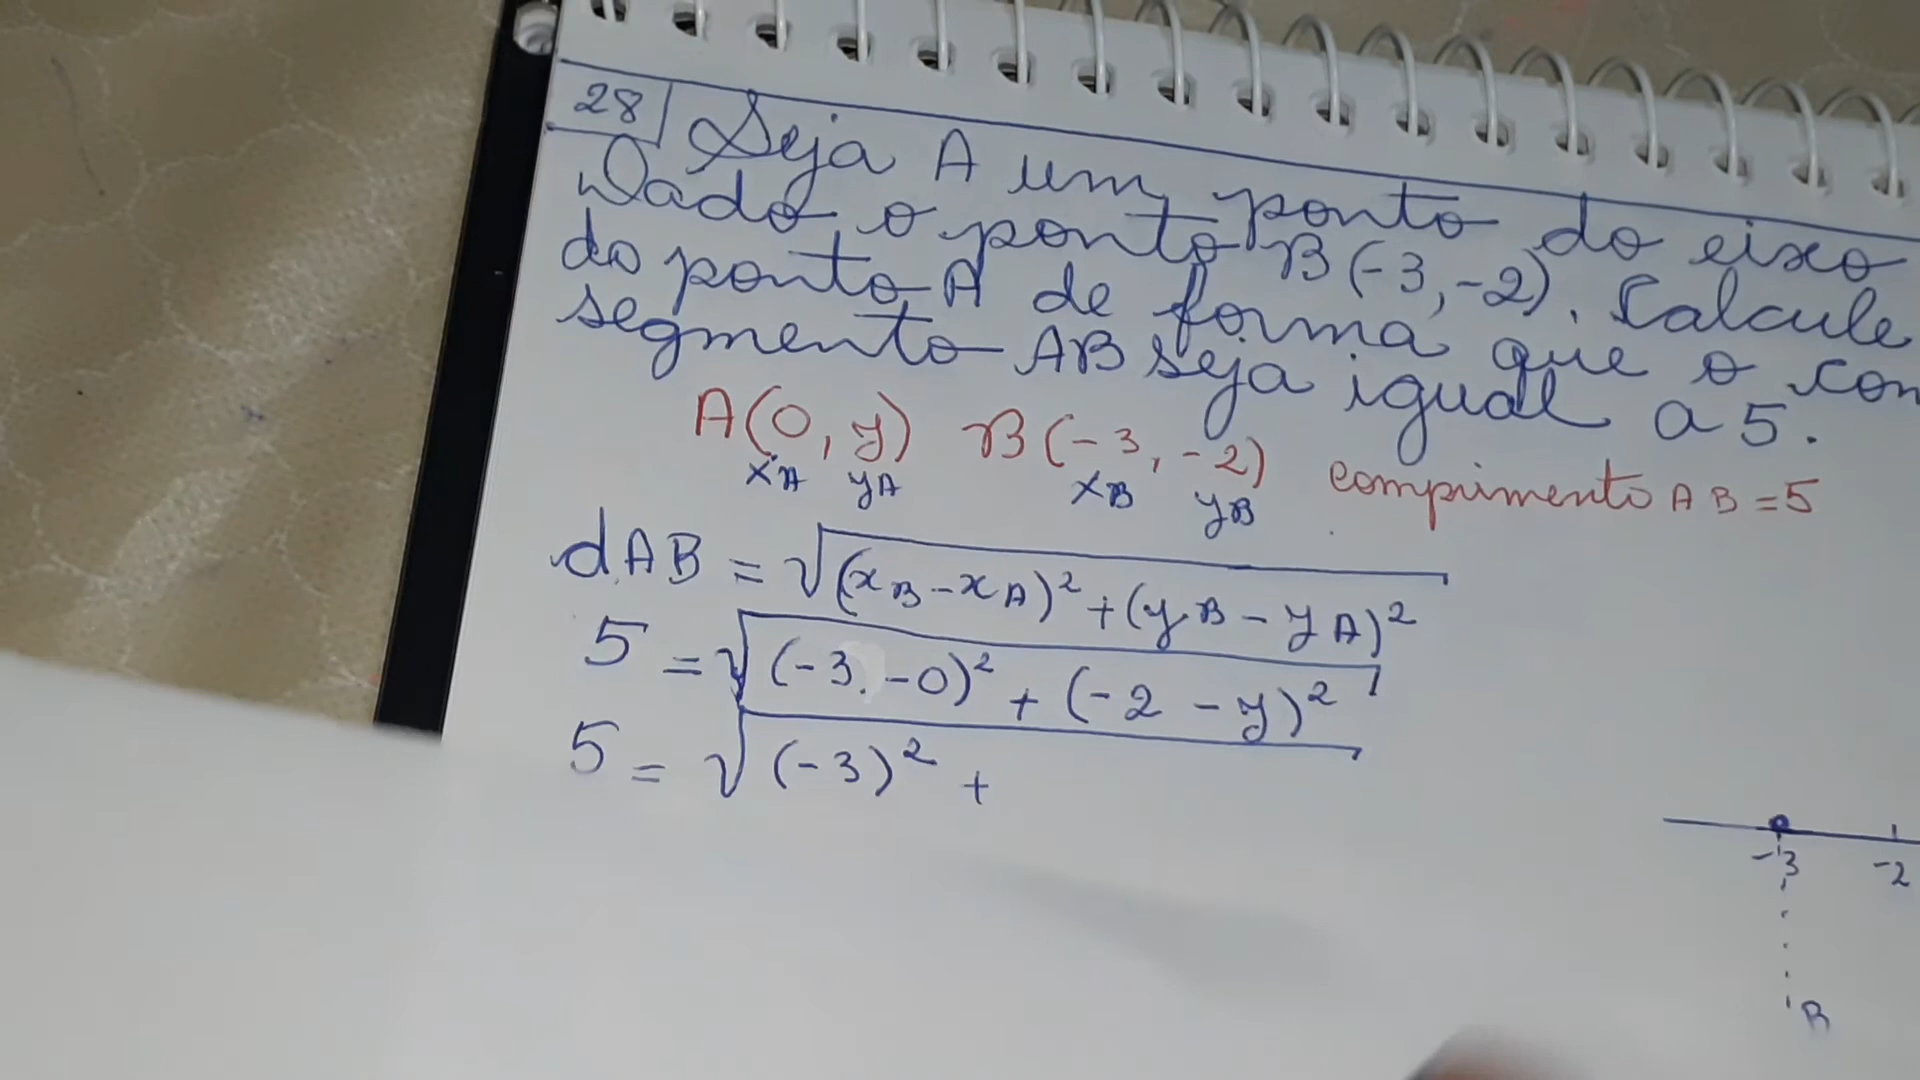 28
Seja A um ponto do eixo
Dado o ponto B(-3,-2). Calcule
do ponto A de forma que o com
segmento AB seja igual a 5.
A(0, y) B(-3, -2) comprimento AB = 5
xA yA xB yB
dAB = √(xB - xA)² + (yB - yA)²
5 = √(-3 - 0)² + (-2 - y)²
5 = √(-3)² +
-3 -2
B